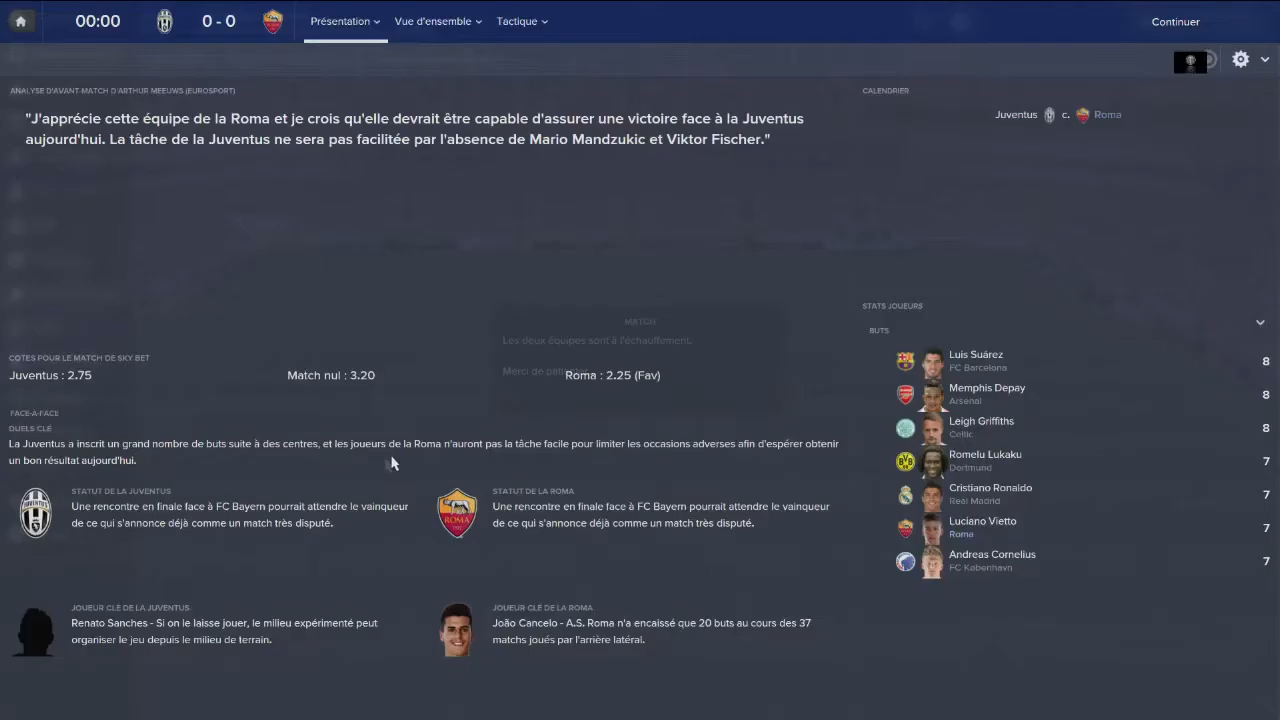 00:00
0 - 0
Présentation
Vue d'ensemble
Tactique
Continuer
ANALYSE D'AVANT-MATCH D'ARTHUR MEEUWS (EUROSPORT)
"J'apprécie cette équipe de la Roma et je crois qu'elle devrait être capable d'assurer une victoire face à la Juventus
aujourd'hui. La tâche de la Juventus ne sera pas facilitée par l'absence de Mario Mandzukic et Viktor Fischer."
CALENDRIER
Juventus c. Roma
MATCH
Les deux équipes sont à l'échauffement.
Merci de
COTES POUR LE MATCH DE SKY BET
Juventus : 2.75
Match nul : 3.20
Roma : 2.25 (Fav)
FACE-À-FACE
DUELS CLÉ
La Juventus a inscrit un grand nombre de buts suite à des centres, et les joueurs de la Roma n'auront pas la tâche facile pour limiter les occasions adverses afin d'espérer obtenir
un bon résultat aujourd'hui.
STATUT DE LA JUVENTUS
Une rencontre en finale face à FC Bayern pourrait attendre le vainqueur
de ce qui s'annonce déjà comme un match très disputé.
STATUT DE LA ROMA
Une rencontre en finale face à FC Bayern pourrait attendre le vainqueur
de ce qui s'annonce déjà comme un match très disputé.
JOUEUR CLÉ DE LA JUVENTUS
Renato Sanches - Si on le laisse jouer, le milieu expérimenté peut
organiser le jeu depuis le milieu de terrain.
JOUEUR CLÉ DE LA ROMA
João Cancelo - A.S. Roma n'a encaissé que 20 buts au cours des 37
matchs joués par l'arrière latéral.
STATS JOUEURS
BUTS
Luis Suárez 8
FC Barcelona
Memphis Depay 8
Arsenal
Leigh Griffiths 8
Celtic
Romelu Lukaku 7
Dortmund
Cristiano Ronaldo 7
Real Madrid
Luciano Vietto 7
Roma
Andreas Cornelius 7
FC København